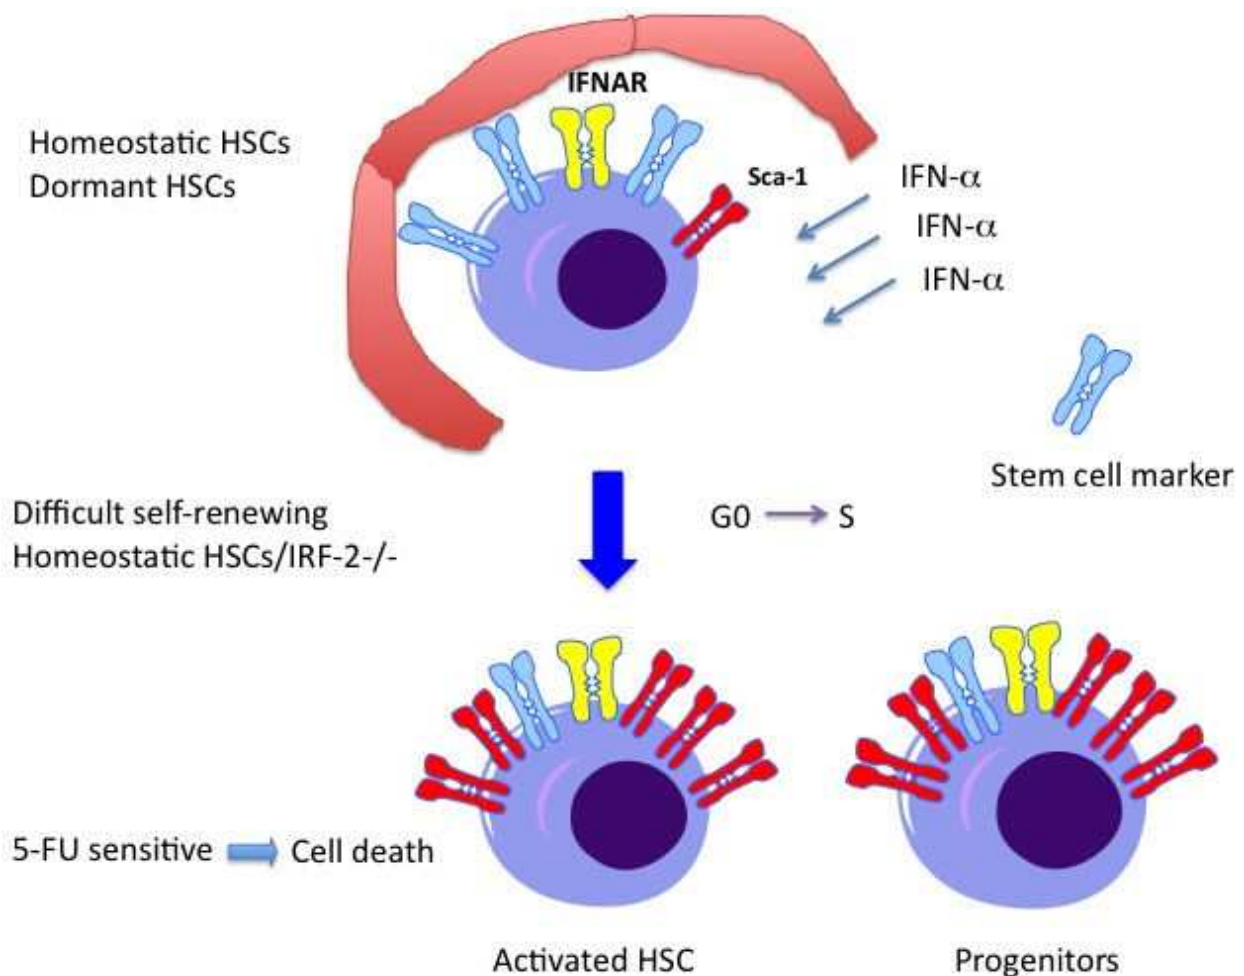 IFNAR
Homeostatic HSCs
Dormant HSCs
Sca-1
IFN-α
IFN-α
IFN-α
Stem cell marker
Difficult self-renewing
Homeostatic HSCs/IRF-2-/-
G0 S
5-FU sensitive Cell death
Activated HSC
Progenitors